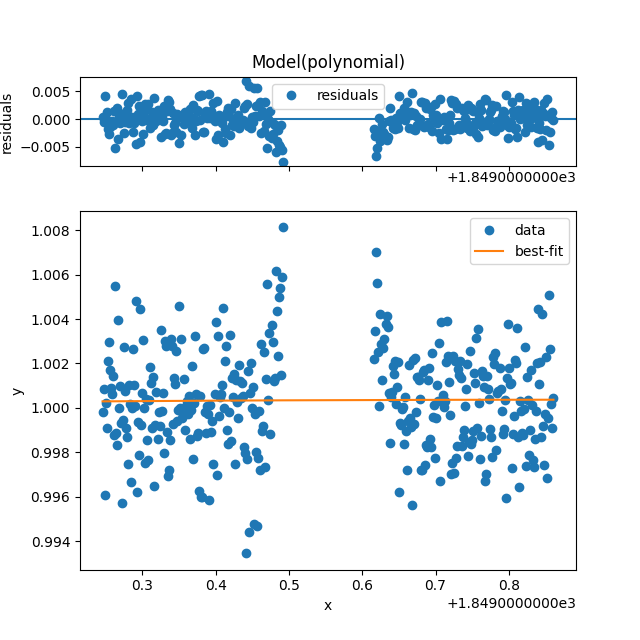 Model(polynomial)
residuals
0.005
0.000
−0.005
residuals
+1.8490000000e3
y
1.008
1.006
1.004
1.002
1.000
0.998
0.996
0.994
data
best-fit
0.3 0.4 0.5 0.6 0.7 0.8
x
+1.8490000000e3